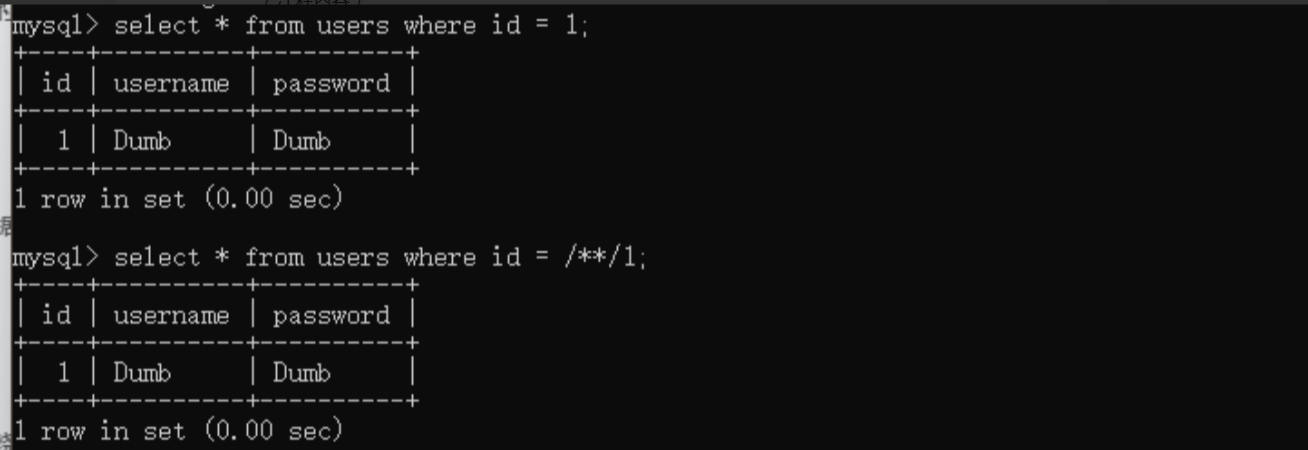 mysql> select * from users where id = 1;
+----+----------+----------+
| id | username | password |
+----+----------+----------+
|  1 | Dumb     | Dumb     |
+----+----------+----------+
1 row in set (0.00 sec)
mysql> select * from users where id = /**/1;
+----+----------+----------+
| id | username | password |
+----+----------+----------+
|  1 | Dumb     | Dumb     |
+----+----------+----------+
1 row in set (0.00 sec)